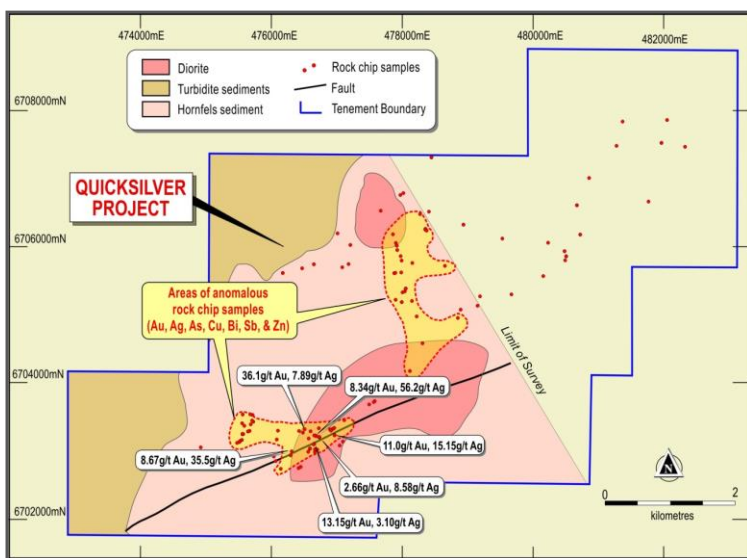 474000mE
476000mE
478000mE
480000mE
482000mE
6708000mN
6706000mN
6704000mN
6702000mN
Diorite
Turbidite sediments
Hornfels sediment
Rock chip samples
Fault
Tenement Boundary
QUICKSILVER
PROJECT
Areas of anomalous
rock chip samples
(Au, Ag, As, Cu, Bi, Sb, & Zn)
Limit of Survey
36.1g/t Au, 7.89g/t Ag
8.34g/t Au, 56.2g/t Ag
8.67g/t Au, 35.5g/t Ag
11.0g/t Au, 15.15g/t Ag
2.66g/t Au, 8.58g/t Ag
13.15g/t Au, 3.10g/t Ag
N
0
2
kilometres